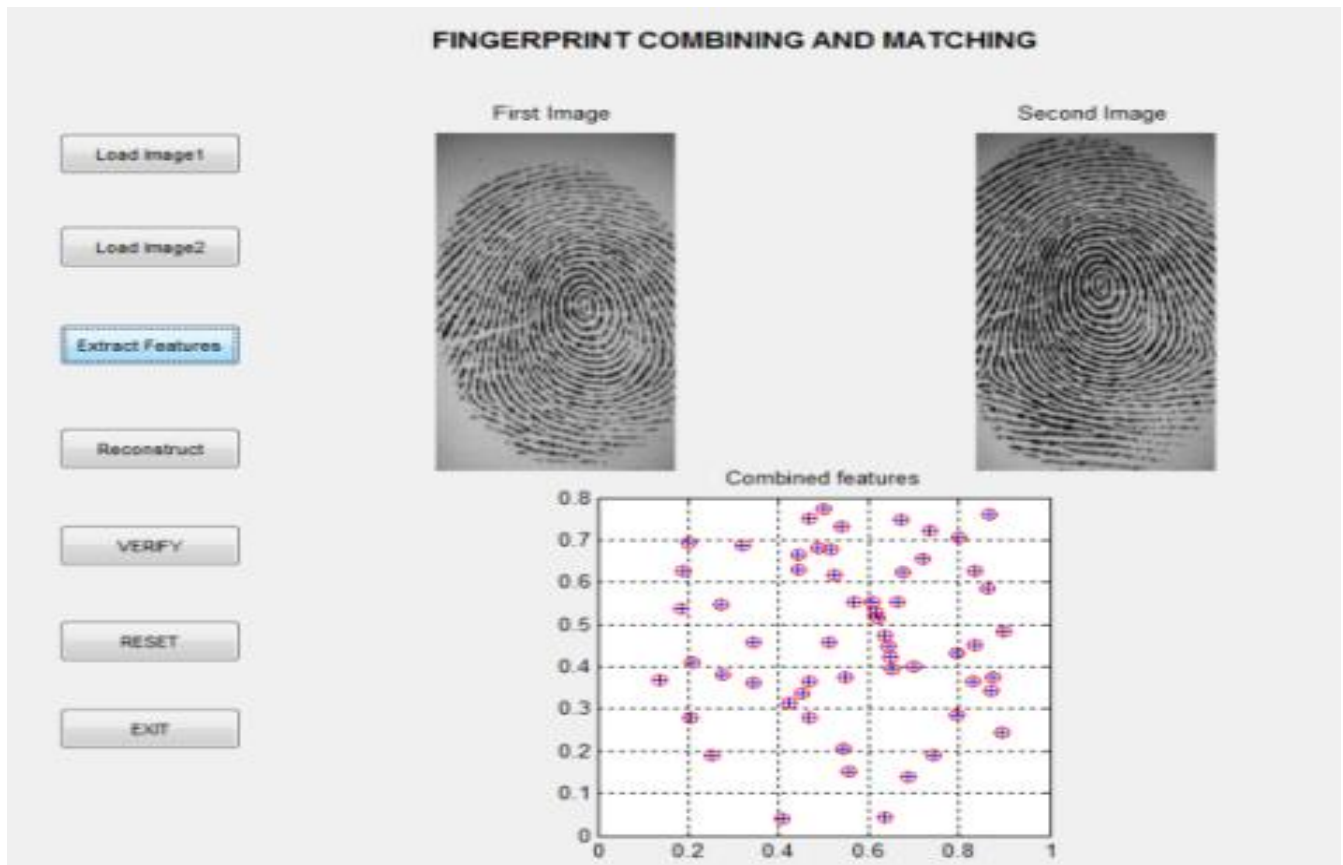 FINGERPRINT COMBINING AND MATCHING
First Image
Second Image
Load Image1
Load Image2
Extract Features
Reconstruct
VERIFY
RESET
EXIT
Combined features
0.8
0.7
0.6
0.5
0.4
0.3
0.2
0.1
0
0 0.2 0.4 0.6 0.8 1